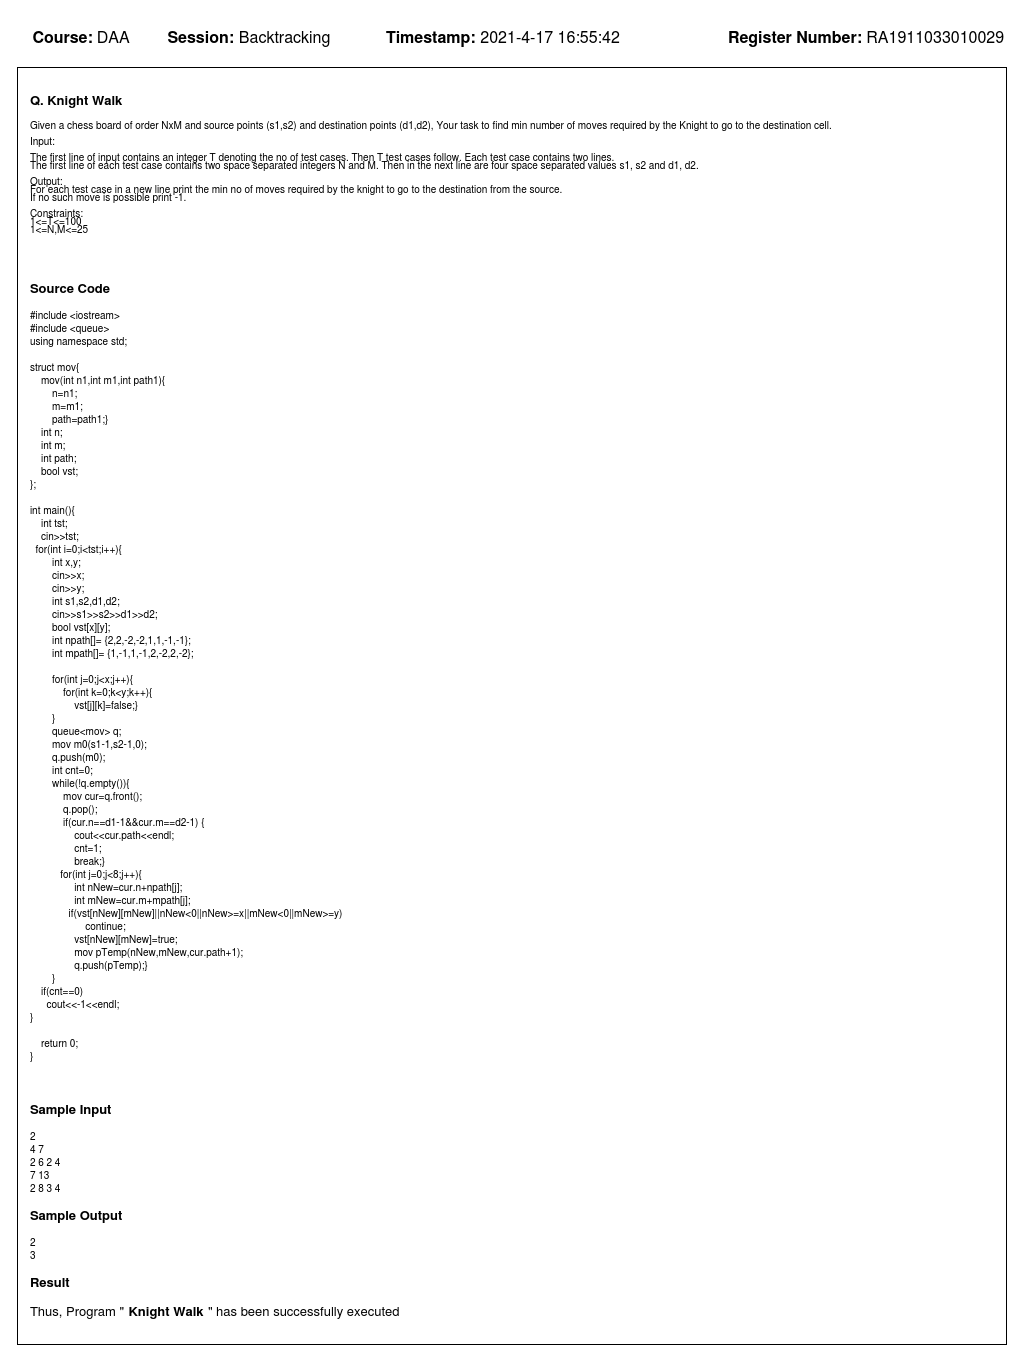 Course: DAA Session: Backtracking Timestamp: 2021-4-17 16:55:42 Register Number: RA1911033010029
Q. Knight Walk
Given a chess board of order NxM and source points (s1,s2) and destination points (d1,d2), Your task to find min number of moves required by the Knight to go to the destination cell.
Input:
The first line of input contains an integer T denoting the no of test cases. Then T test cases follow. Each test case contains two lines.
The first line of each test case contains two space separated integers N and M. Then in the next line are four space separated values s1, s2 and d1, d2.
Output:
For each test case in a new line print the min no of moves required by the knight to go to the destination from the source.
If no such move is possible print -1.
Constraints:
1<=T<=100
1<=N,M<=25
Source Code
#include <iostream>
#include <queue>
using namespace std;
struct mov{
    mov(int n1,int m1,int path1){
        n=n1;
        m=m1;
        path=path1;}
    int n;
    int m;
    int path;
    bool vst;
};
int main(){
    int tst;
    cin>>tst;
  for(int i=0;i<tst;i++){
        int x,y;
        cin>>x;
        cin>>y;
        int s1,s2,d1,d2;
        cin>>s1>>s2>>d1>>d2;
        bool vst[x][y];
        int npath[]= {2,2,-2,-2,1,1,-1,-1};
        int mpath[]= {1,-1,1,-1,2,-2,2,-2};
        for(int j=0;j<x;j++){
            for(int k=0;k<y;k++){
                vst[j][k]=false;}
        }
        queue<mov> q;
        mov m0(s1-1,s2-1,0);
        q.push(m0);
        int cnt=0;
        while(!q.empty()){
            mov cur=q.front();
            q.pop();
            if(cur.n==d1-1&&cur.m==d2-1) {
                cout<<cur.path<<endl;
                cnt=1;
                break;}
           for(int j=0;j<8;j++){
                int nNew=cur.n+npath[j];
                int mNew=cur.m+mpath[j];
              if(vst[nNew][mNew]||nNew<0||nNew>=x||mNew<0||mNew>=y)
                    continue;
                vst[nNew][mNew]=true;
                mov pTemp(nNew,mNew,cur.path+1);
                q.push(pTemp);}
        }
    if(cnt==0)
      cout<<-1<<endl;
}
    return 0;
}
Sample Input
2
4 7
2 6 2 4
7 13
2 8 3 4
Sample Output
2
3
Result
Thus, Program " Knight Walk " has been successfully executed